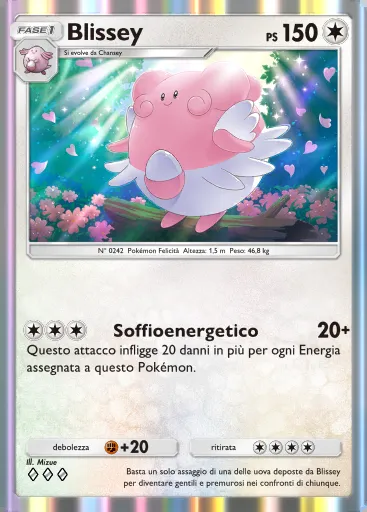 FASE 1 Blissey PS 150
Si evolve da Chansey
N° 0242 Pokémon Felicità Altezza: 1,5 m Peso: 46,8 kg
Soffioenergetico 20+
Questo attacco infligge 20 danni in più per ogni Energia
assegnata a questo Pokémon.
debolezza +20 ritirata
Ill. Mizue
Basta un solo assaggio di una delle uova deposte da Blissey
per diventare gentili e premurosi nei confronti di chiunque.